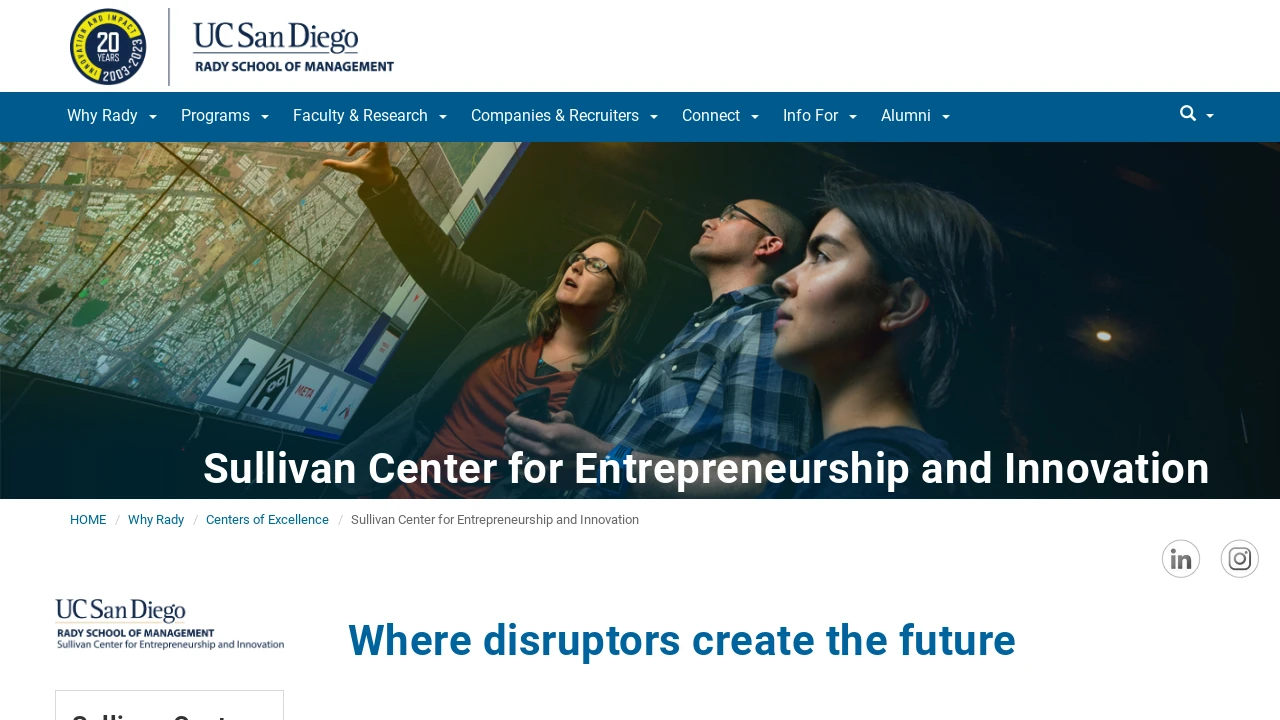 INNOVATION AND IMPACT
20
YEARS
2003-2023
UC San Diego
RADY SCHOOL OF MANAGEMENT
Why Rady
Programs
Faculty & Research
Companies & Recruiters
Connect
Info For
Alumni
META
Sullivan Center for Entrepreneurship and Innovation
HOME / Why Rady / Centers of Excellence / Sullivan Center for Entrepreneurship and Innovation
in
UC San Diego
RADY SCHOOL OF MANAGEMENT
Sullivan Center for Entrepreneurship and Innovation
Where disruptors create the future